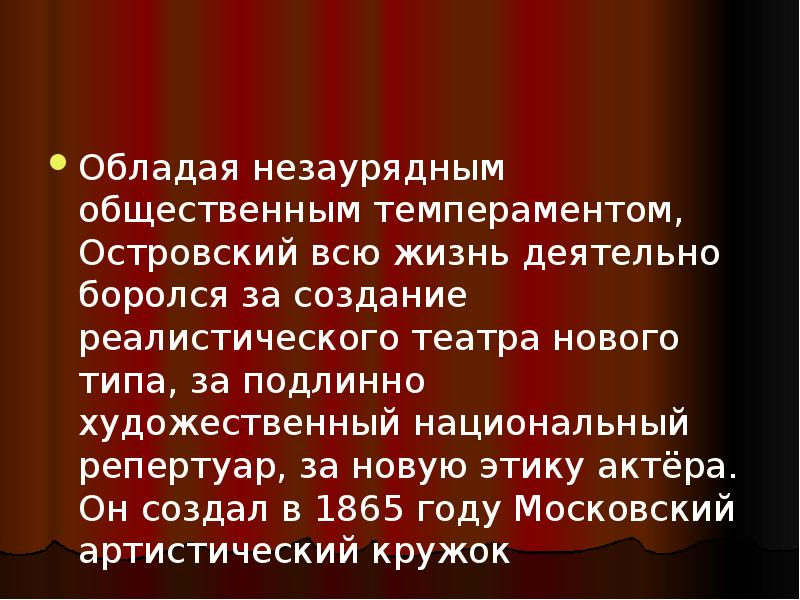 Обладая незаурядным
общественным темпераментом,
Островский всю жизнь деятельно
боролся за создание
реалистического театра нового
типа, за подлинно
художественный национальный
репертуар, за новую этику актёра.
Он создал в 1865 году Московский
артистический кружок